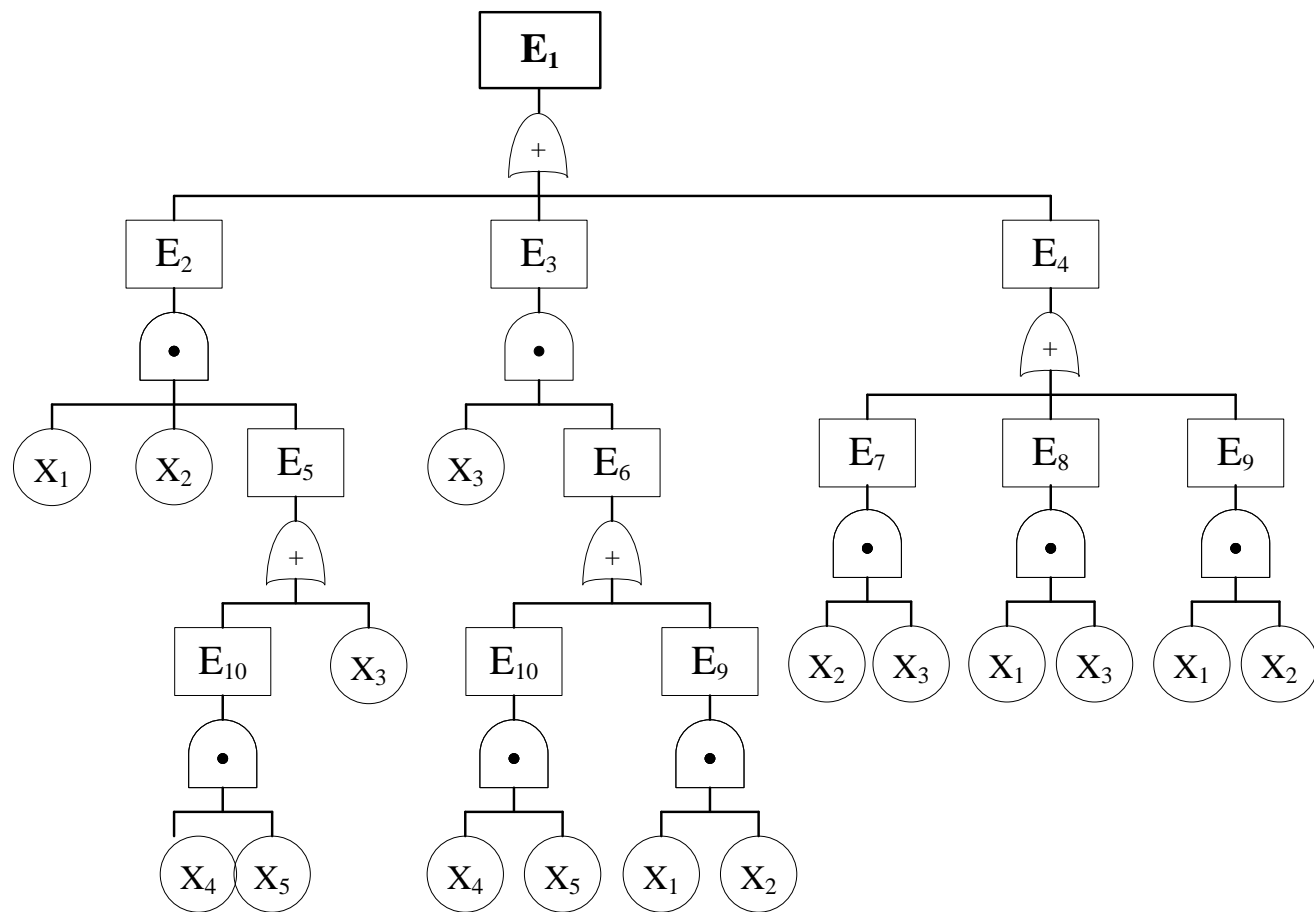 E₁
+
E₂ E₃ E₄
+
X₁ X₂ E₅ X₃ E₆ E₇ E₈ E₉
+ +
E₁₀ X₃ E₁₀ E₉ X₂ X₃ X₁ X₃ X₁ X₂
X₄ X₅ X₄ X₅ X₁ X₂